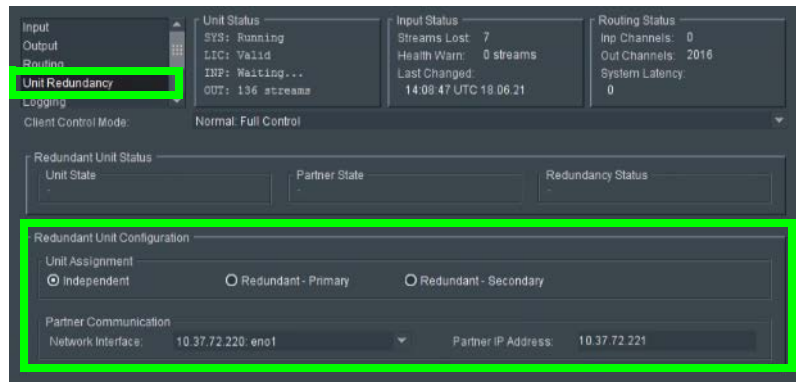 Input
Output
Routing
Unit Redundancy
Logging
Unit Status
SYS: Running
LIC: Valid
INP: Waiting...
OUT: 136 streams
Input Status
Streams Lost: 7
Health Warn: 0 streams
Last Changed:
14:08:47 UTC 18.06.21
Routing Status
Inp Channels: 0
Out Channels: 2016
System Latency:
0
Client Control Mode: Normal: Full Control
Redundant Unit Status
Unit State
-
Partner State
-
Redundancy Status
-
Redundant Unit Configuration
Unit Assignment
Independent
Redundant - Primary
Redundant - Secondary
Partner Communication
Network Interface: 10.37.72.220: eno1
Partner IP Address: 10.37.72.221